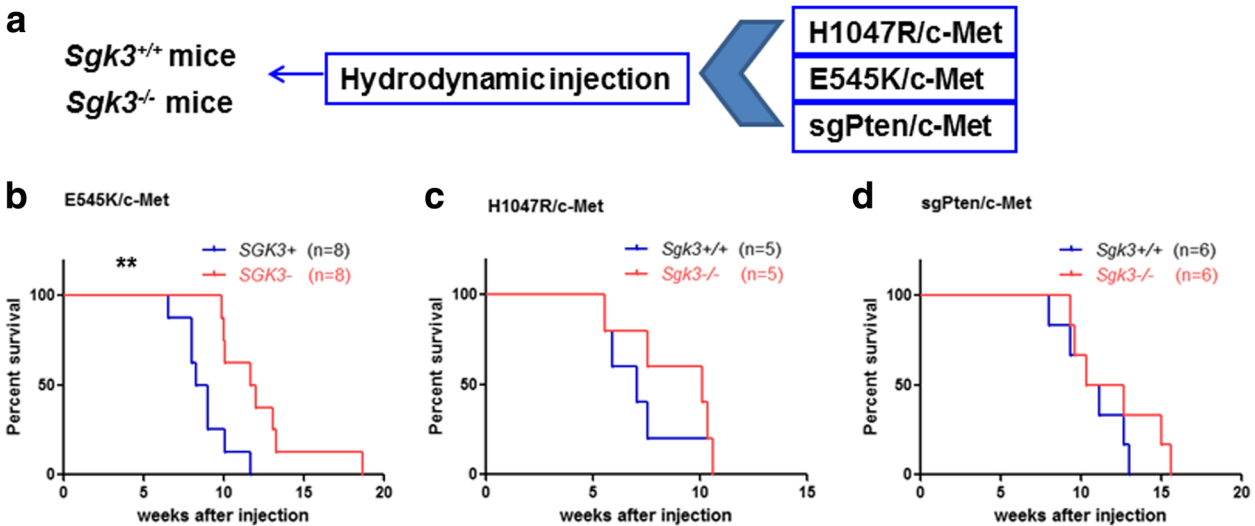 a
Sgk3+/+ mice
Sgk3-/- mice
Hydrodynamic injection
H1047R/c-Met
E545K/c-Met
sgPten/c-Met
b
E545K/c-Met
SGK3+ (n=8)
SGK3- (n=8)
**
Percent survival
100
50
0
0 5 10 15 20
weeks after injection
c
H1047R/c-Met
Sgk3+/+ (n=5)
Sgk3-/- (n=5)
Percent survival
100
50
0
0 5 10 15
weeks after injection
d
sgPten/c-Met
Sgk3+/+ (n=6)
Sgk3-/- (n=6)
Percent survival
100
50
0
0 5 10 15 20
weeks after injection